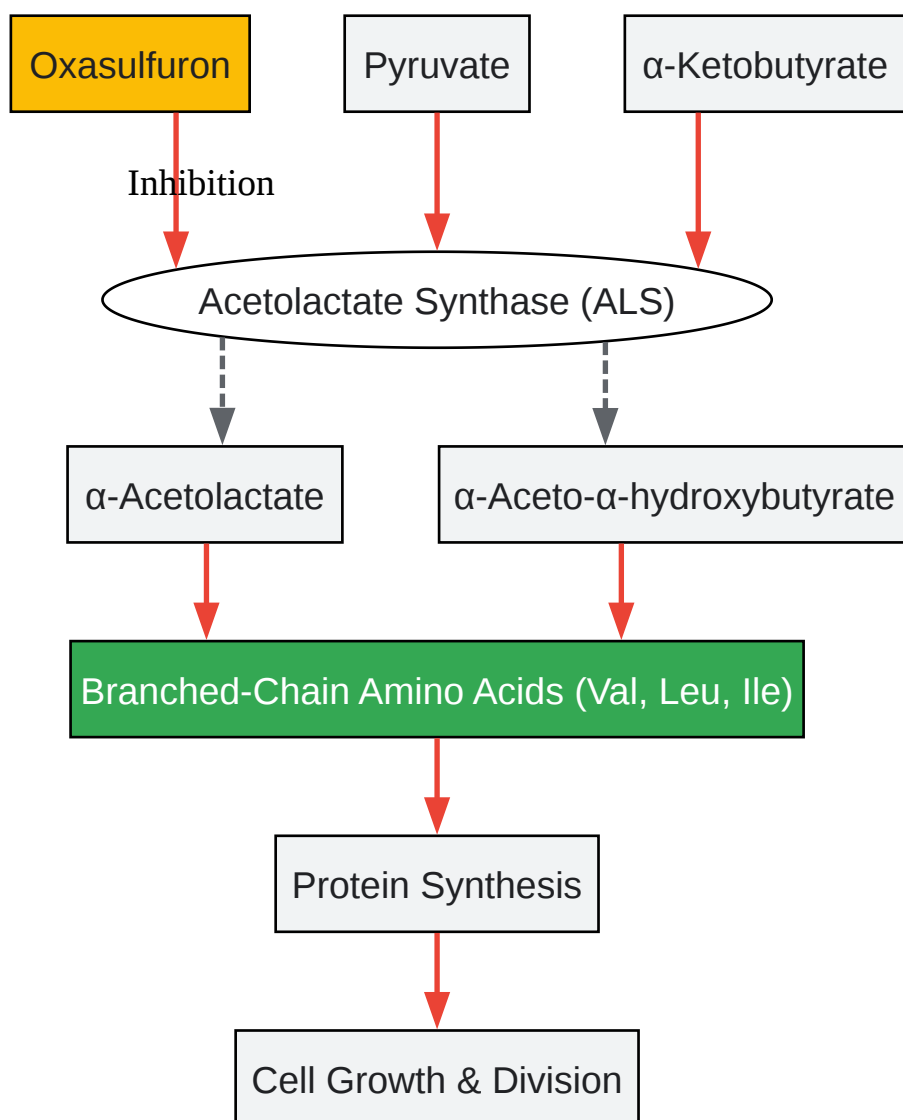 Oxasulfuron
Pyruvate
α-Ketobutyrate
Inhibition
Acetolactate Synthase (ALS)
α-Acetolactate
α-Aceto-α-hydroxybutyrate
Branched-Chain Amino Acids (Val, Leu, Ile)
Protein Synthesis
Cell Growth & Division